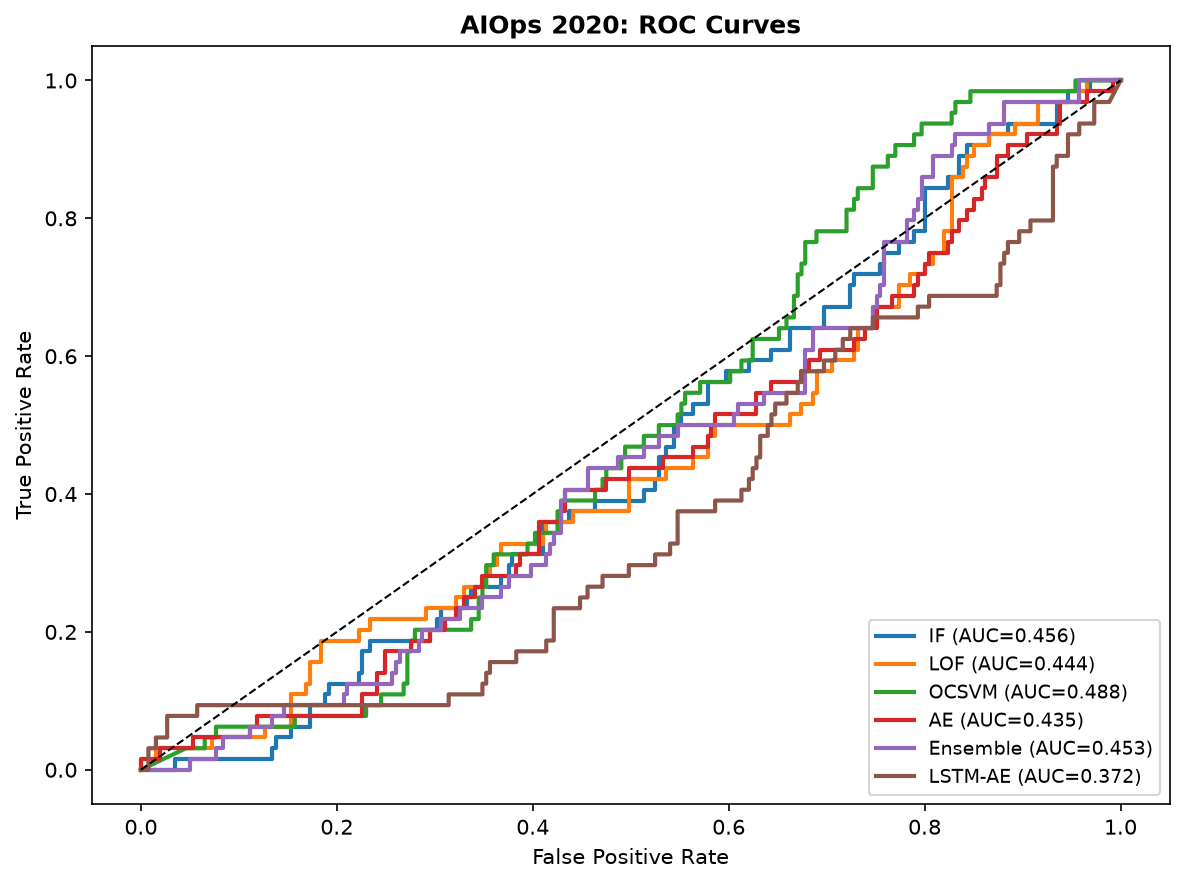 AIOps 2020: ROC Curves
True Positive Rate
1.0
0.8
0.6
0.4
0.2
0.0
IF (AUC=0.456)
LOF (AUC=0.444)
OCSVM (AUC=0.488)
AE (AUC=0.435)
Ensemble (AUC=0.453)
LSTM-AE (AUC=0.372)
0.0 0.2 0.4 0.6 0.8 1.0
False Positive Rate